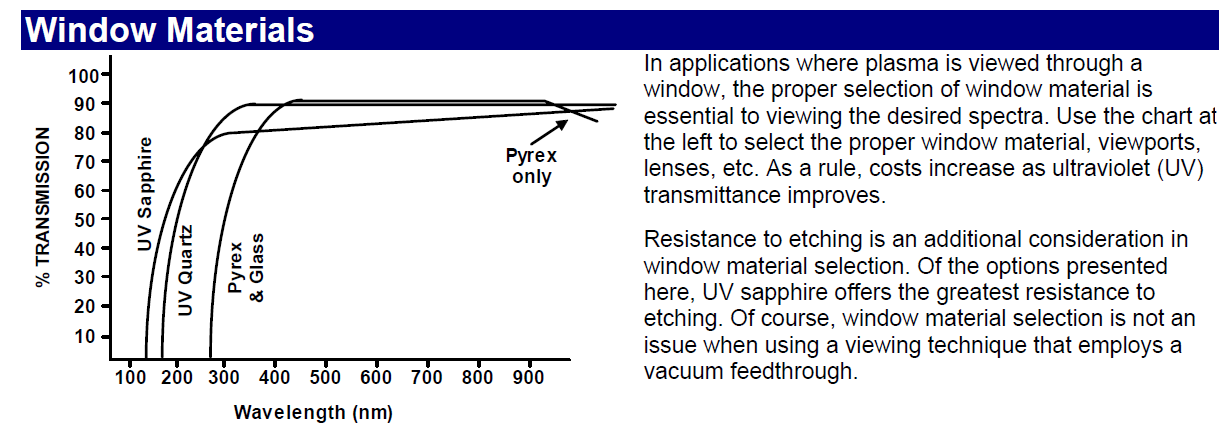 Window Materials
% TRANSMISSION
100
90
80
70
60
50
40
30
20
10
UV Sapphire
UV Quartz
Pyrex
& Glass
Pyrex
only
100 200 300 400 500 600 700 800 900
Wavelength (nm)
In applications where plasma is viewed through a
window, the proper selection of window material is
essential to viewing the desired spectra. Use the chart at
the left to select the proper window material, viewports,
lenses, etc. As a rule, costs increase as ultraviolet (UV)
transmittance improves.
Resistance to etching is an additional consideration in
window material selection. Of the options presented
here, UV sapphire offers the greatest resistance to
etching. Of course, window material selection is not an
issue when using a viewing technique that employs a
vacuum feedthrough.